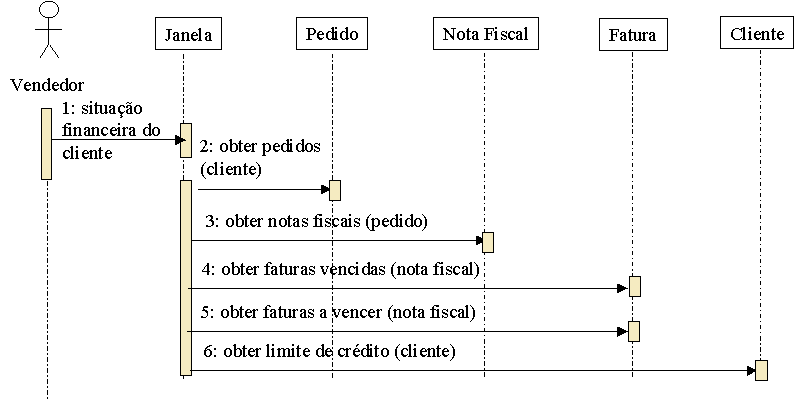 Janela
Pedido
Nota Fiscal
Fatura
Cliente
Vendedor
1: situação
financeira do
cliente
2: obter pedidos
(cliente)
3: obter notas fiscais (pedido)
4: obter faturas vencidas (nota fiscal)
5: obter faturas a vencer (nota fiscal)
6: obter limite de crédito (cliente)